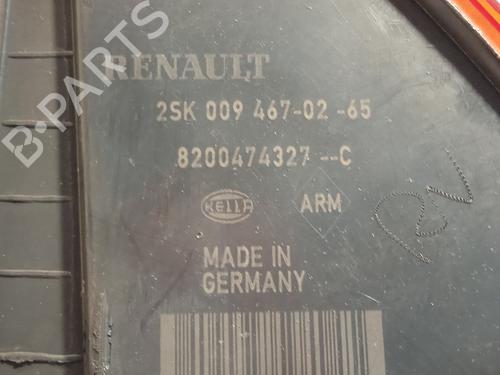 RENAULT
2SK 009 467-02-65
8200474327--C
HELLA
ARM
MADE IN
GERMANY
B-PARTS